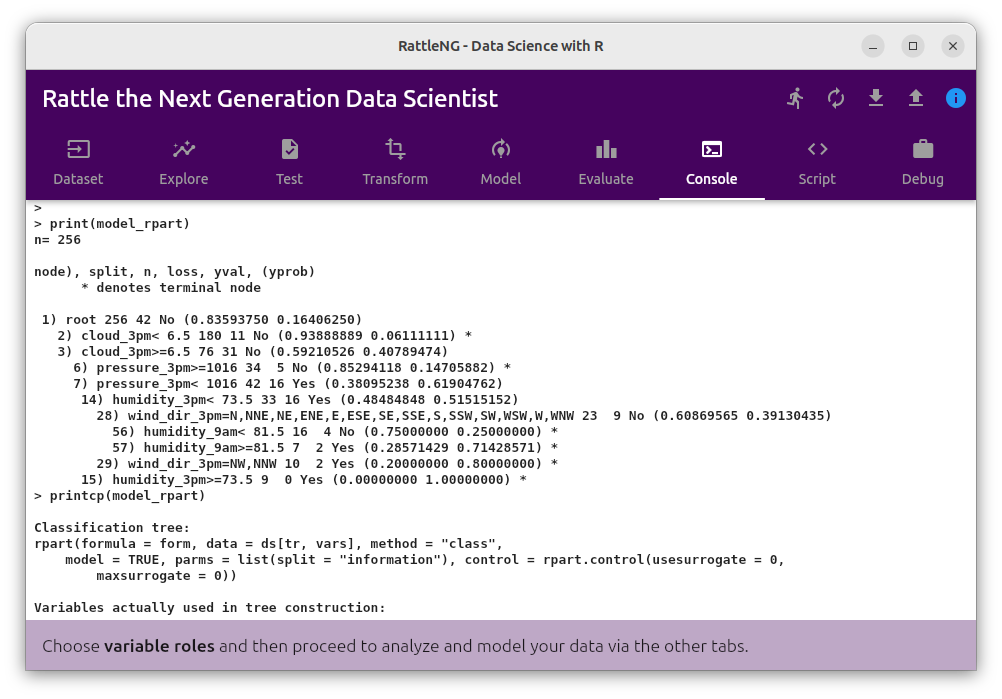 RattleNG - Data Science with R
Rattle the Next Generation Data Scientist
Dataset Explore Test Transform Model Evaluate Console Script Debug
>
> print(model_rpart)
n= 256
node), split, n, loss, yval, (yprob)
      * denotes terminal node
 1) root 256 42 No (0.83593750 0.16406250)
   2) cloud_3pm< 6.5 180 11 No (0.93888889 0.06111111) *
   3) cloud_3pm>=6.5 76 31 No (0.59210526 0.40789474)
     6) pressure_3pm>=1016 34  5 No (0.85294118 0.14705882) *
     7) pressure_3pm< 1016 42 16 Yes (0.38095238 0.61904762)
      14) humidity_3pm< 73.5 33 16 Yes (0.48484848 0.51515152)
        28) wind_dir_3pm=N,NNE,NE,ENE,E,ESE,SE,SSE,S,SSW,SW,WSW,W,WNW 23  9 No (0.60869565 0.39130435)
          56) humidity_9am< 81.5 16  4 No (0.75000000 0.25000000) *
          57) humidity_9am>=81.5 7  2 Yes (0.28571429 0.71428571) *
        29) wind_dir_3pm=NW,NNW 10  2 Yes (0.20000000 0.80000000) *
      15) humidity_3pm>=73.5 9  0 Yes (0.00000000 1.00000000) *
> printcp(model_rpart)
Classification tree:
rpart(formula = form, data = ds[tr, vars], method = "class",
    model = TRUE, parms = list(split = "information"), control = rpart.control(usesurrogate = 0,
        maxsurrogate = 0))
Variables actually used in tree construction:
Choose variable roles and then proceed to analyze and model your data via the other tabs.